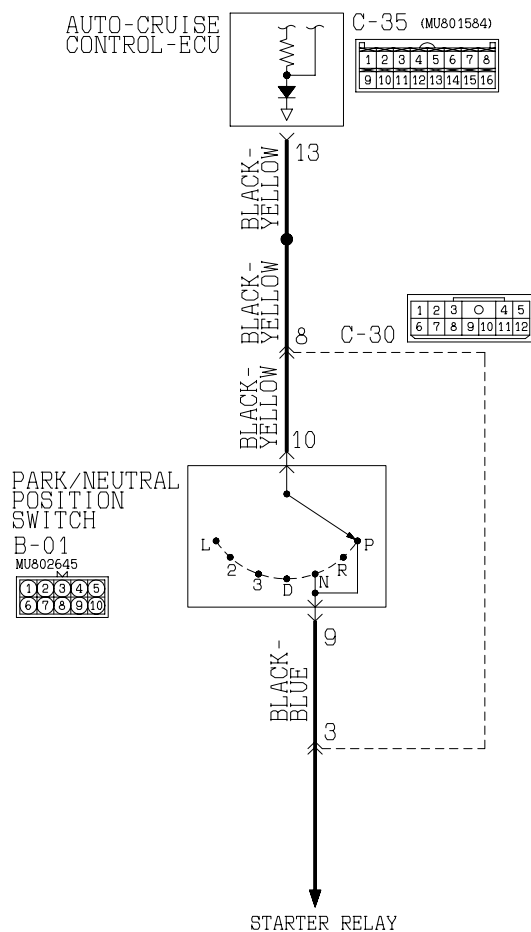 AUTO-CRUISE
CONTROL-ECU
C-35 (MU801584)
1 2 3 4 5 6 7 8
9 10 11 12 13 14 15 16
13
BLACK-
YELLOW
BLACK-
YELLOW
8
C-30
1 2 3 4 5
6 7 8 9 10 11 12
BLACK-
YELLOW
10
PARK/NEUTRAL
POSITION
SWITCH
B-01
MU802645
1 2 3 4 5
6 7 8 9 10
L 2 3 D N R P
9
BLACK-
BLUE
3
STARTER RELAY